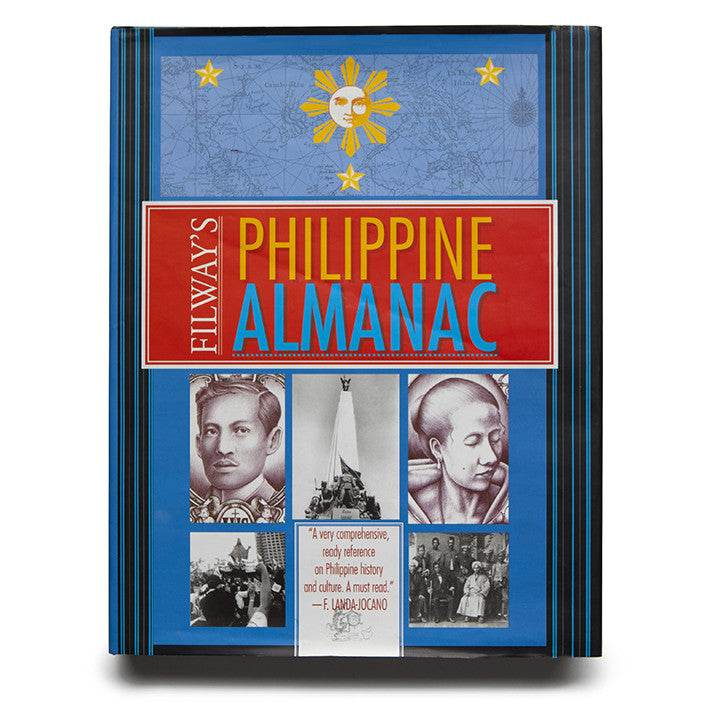 FILWAY'S
PHILIPPINE
ALMANAC
"A very comprehensive,
ready reference
on Philippine history
and culture. A must read."
— F. LANDA-JOCANO